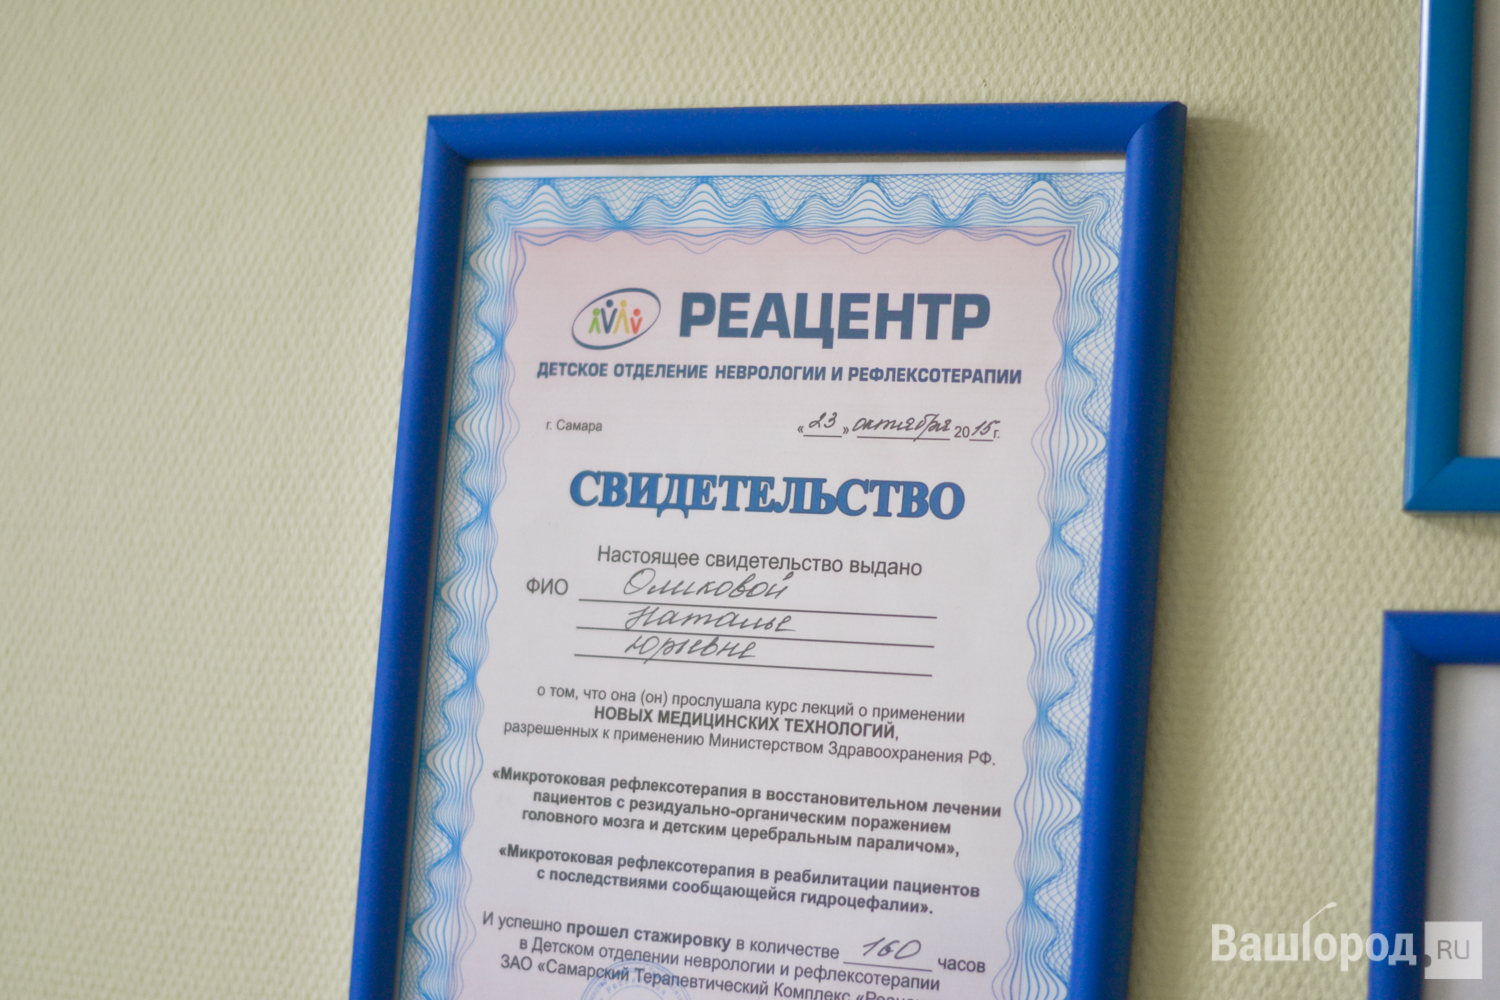 РЕАЦЕНТР
ДЕТСКОЕ ОТДЕЛЕНИЕ НЕВРОЛОГИИ И РЕФЛЕКСОТЕРАПИИ
г. Самара «23» октября 2015г.
СВИДЕТЕЛЬСТВО
Настоящее свидетельство выдано
ФИО Оликовой
Наталье
Юрьевне
о том, что она (он) прослушала курс лекций о применении
НОВЫХ МЕДИЦИНСКИХ ТЕХНОЛОГИЙ,
разрешенных к применению Министерством Здравоохранения РФ.
«Микротоковая рефлексотерапия в восстановительном лечении
пациентов с резидуально-органическим поражением
головного мозга и детским церебральным параличом»,
«Микротоковая рефлексотерапия в реабилитации пациентов
с последствиями сообщающейся гидроцефалии».
И успешно прошел стажировку в количестве 160 часов
в Детском отделении неврологии и рефлексотерапии
ЗАО «Самарский Терапевтический Комплекс
ВашГород.RU